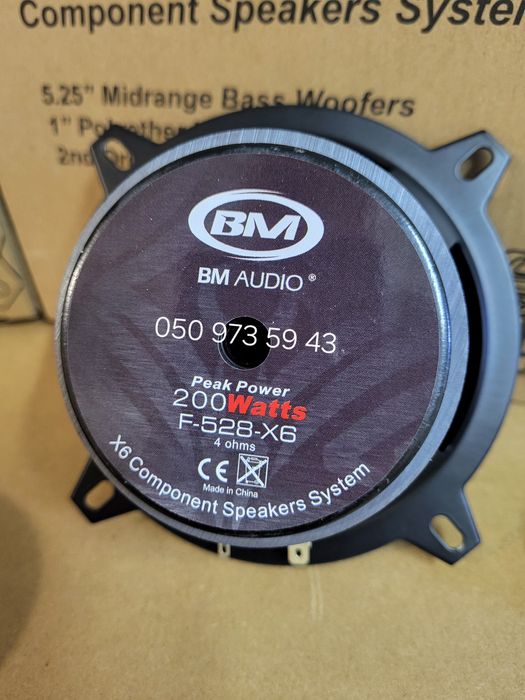 Component Speakers System
5.25" Midrange Bass Woofers
1"
BM
BM AUDIO ®
050 973 59 43
Peak Power
200Watts
F-528-X6
4 ohms
CE
Made in China
X6 Component Speakers System